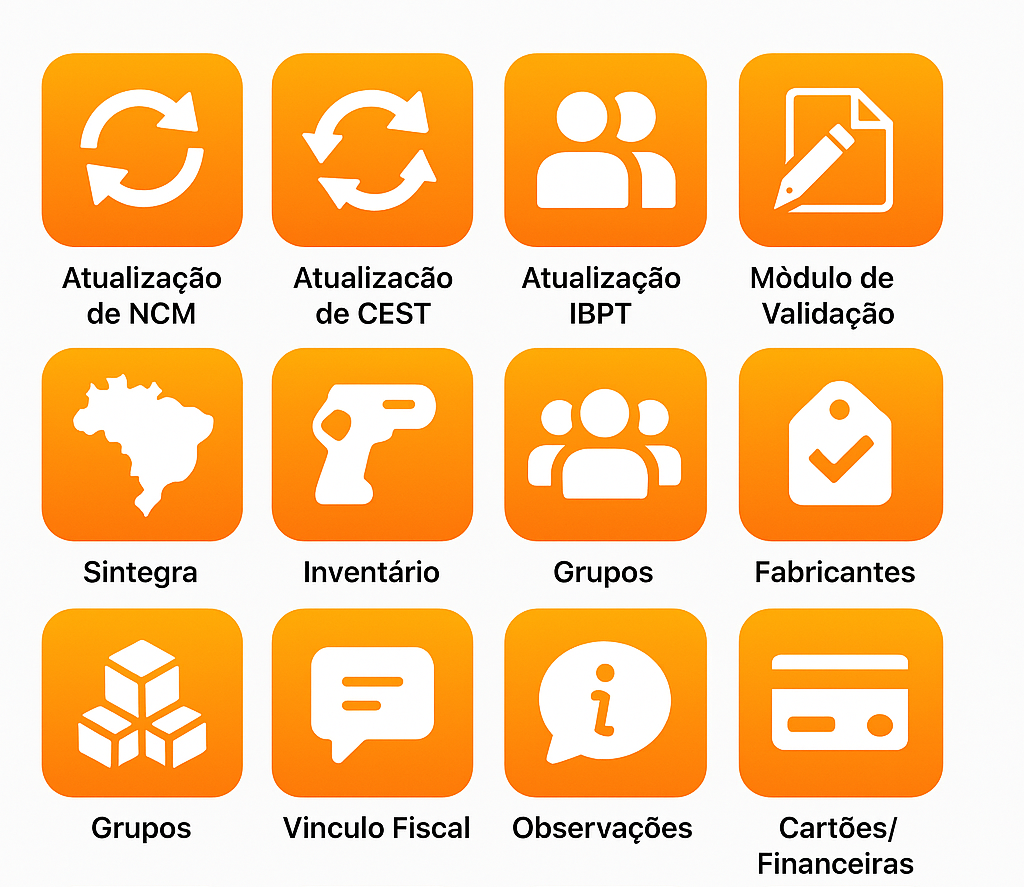 Atualização
de NCM
Atualizacão
de CEST
Atualização
IBPT
Mòdulo de
Validação
Sintegra
Inventário
Grupos
Fabricantes
Grupos
Vinculo Fiscal
Observações
Cartões/
Financeiras